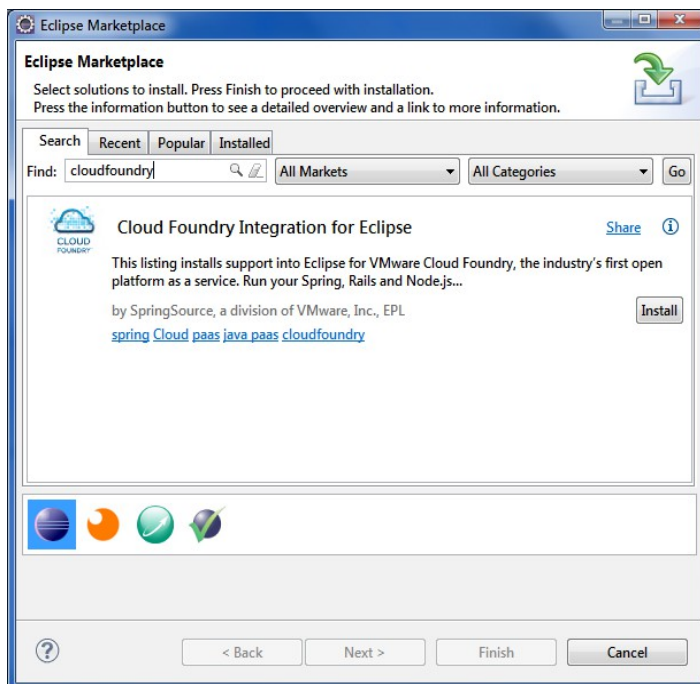 Eclipse Marketplace
Eclipse Marketplace
Select solutions to install. Press Finish to proceed with installation.
Press the information button to see a detailed overview and a link to more information.
Search Recent Popular Installed
Find: cloudfoundry All Markets All Categories Go
CLOUD
FOUNDRY
Cloud Foundry Integration for Eclipse Share
This listing installs support into Eclipse for VMware Cloud Foundry, the industry's first open
platform as a service. Run your Spring, Rails and Node.js...
by SpringSource, a division of VMware, Inc., EPL Install
spring Cloud paas java paas cloudfoundry
< Back Next > Finish Cancel